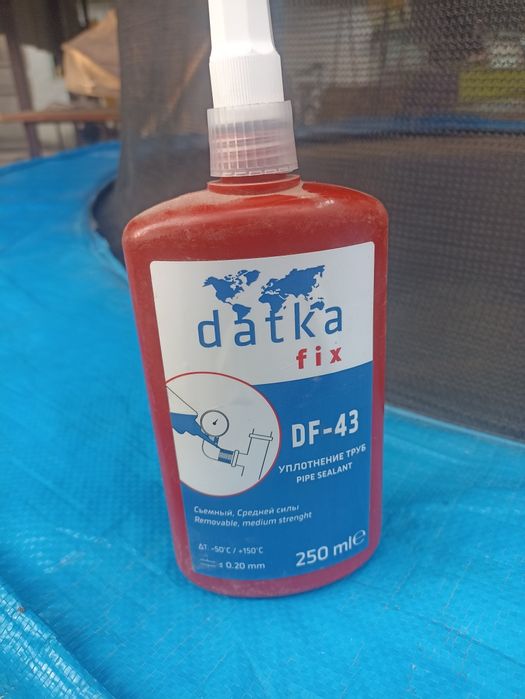 datka
fix
DF-43
УПЛОТНЕНИЕ ТРУБ
PIPE SEALANT
Съемный, Средней силы
Removable, medium strenght
ΔT -50°C / +150°C
≤ 0.20 mm
250 ml℮